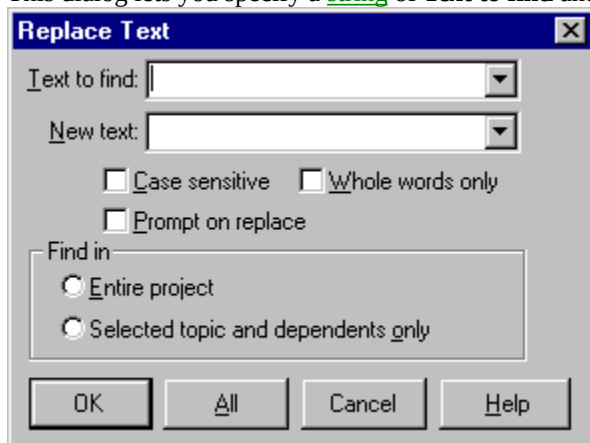 This dialog lets you specify a string of Text to find and
Replace Text
Text to find:
New text:
Case sensitive Whole words only
Prompt on replace
Find in
Entire project
Selected topic and dependents only
OK All Cancel Help